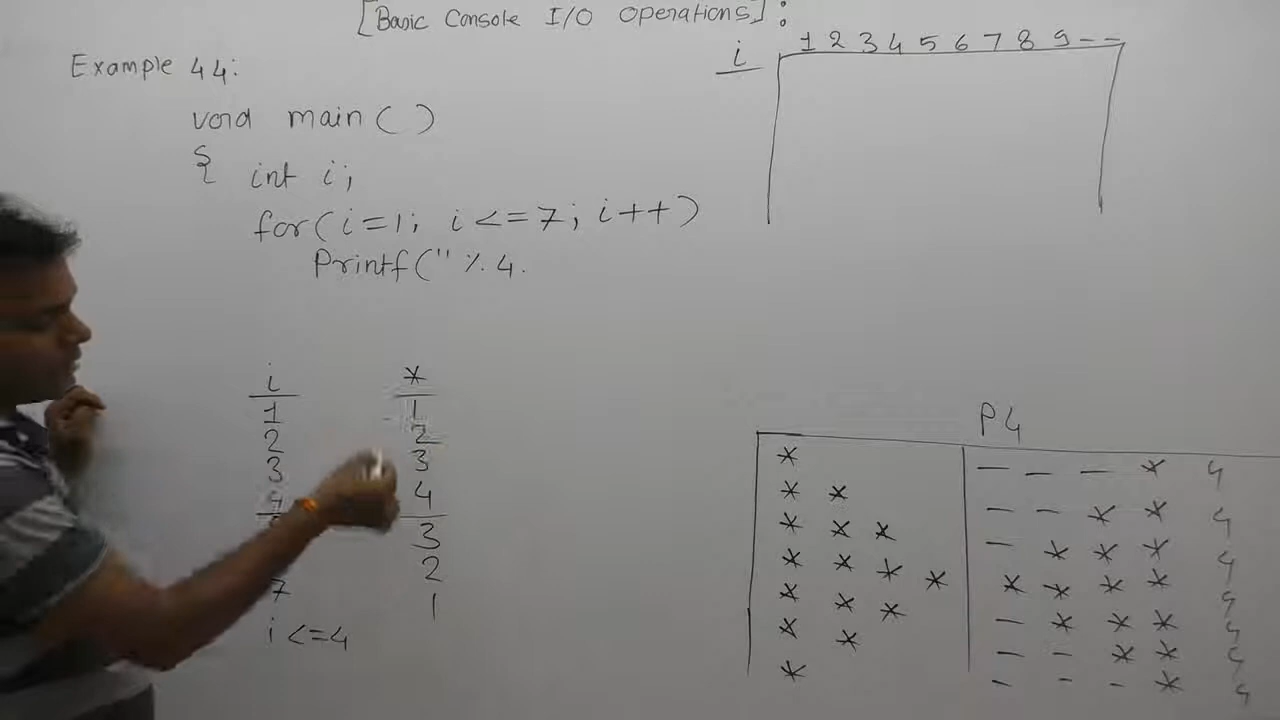 [Basic Console I/O Operations]:
Example 44:
void main( )
{ int i;
for(i=1; i<=7; i++)
Printf("%4.
i *
1 1
2 2
3 3
4 4
3
2
7 1
i<=4
i 1 2 3 4 5 6 7 8 9 - -
P4
* - - - * 4
* * - - * * 4
* * * - * * * 4
* * * * * * * * 4
* * * - * * * 4
* * - - * * 4
* - - - * 4